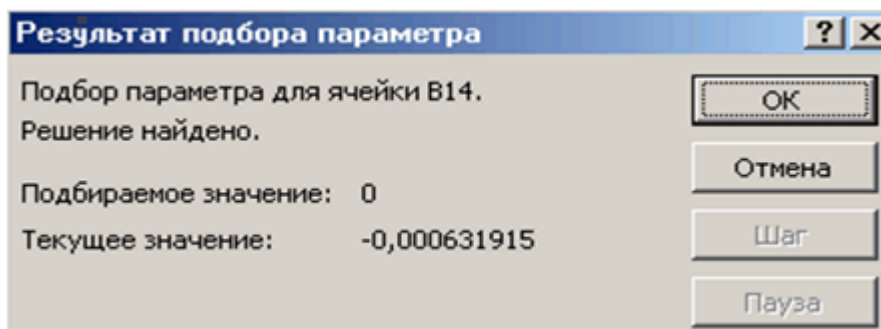 Результат подбора параметра ? ×
Подбор параметра для ячейки B14.
Решение найдено.
Подбираемое значение: 0
Текущее значение: -0,000631915
ОК
Отмена
Шаг
Пауза